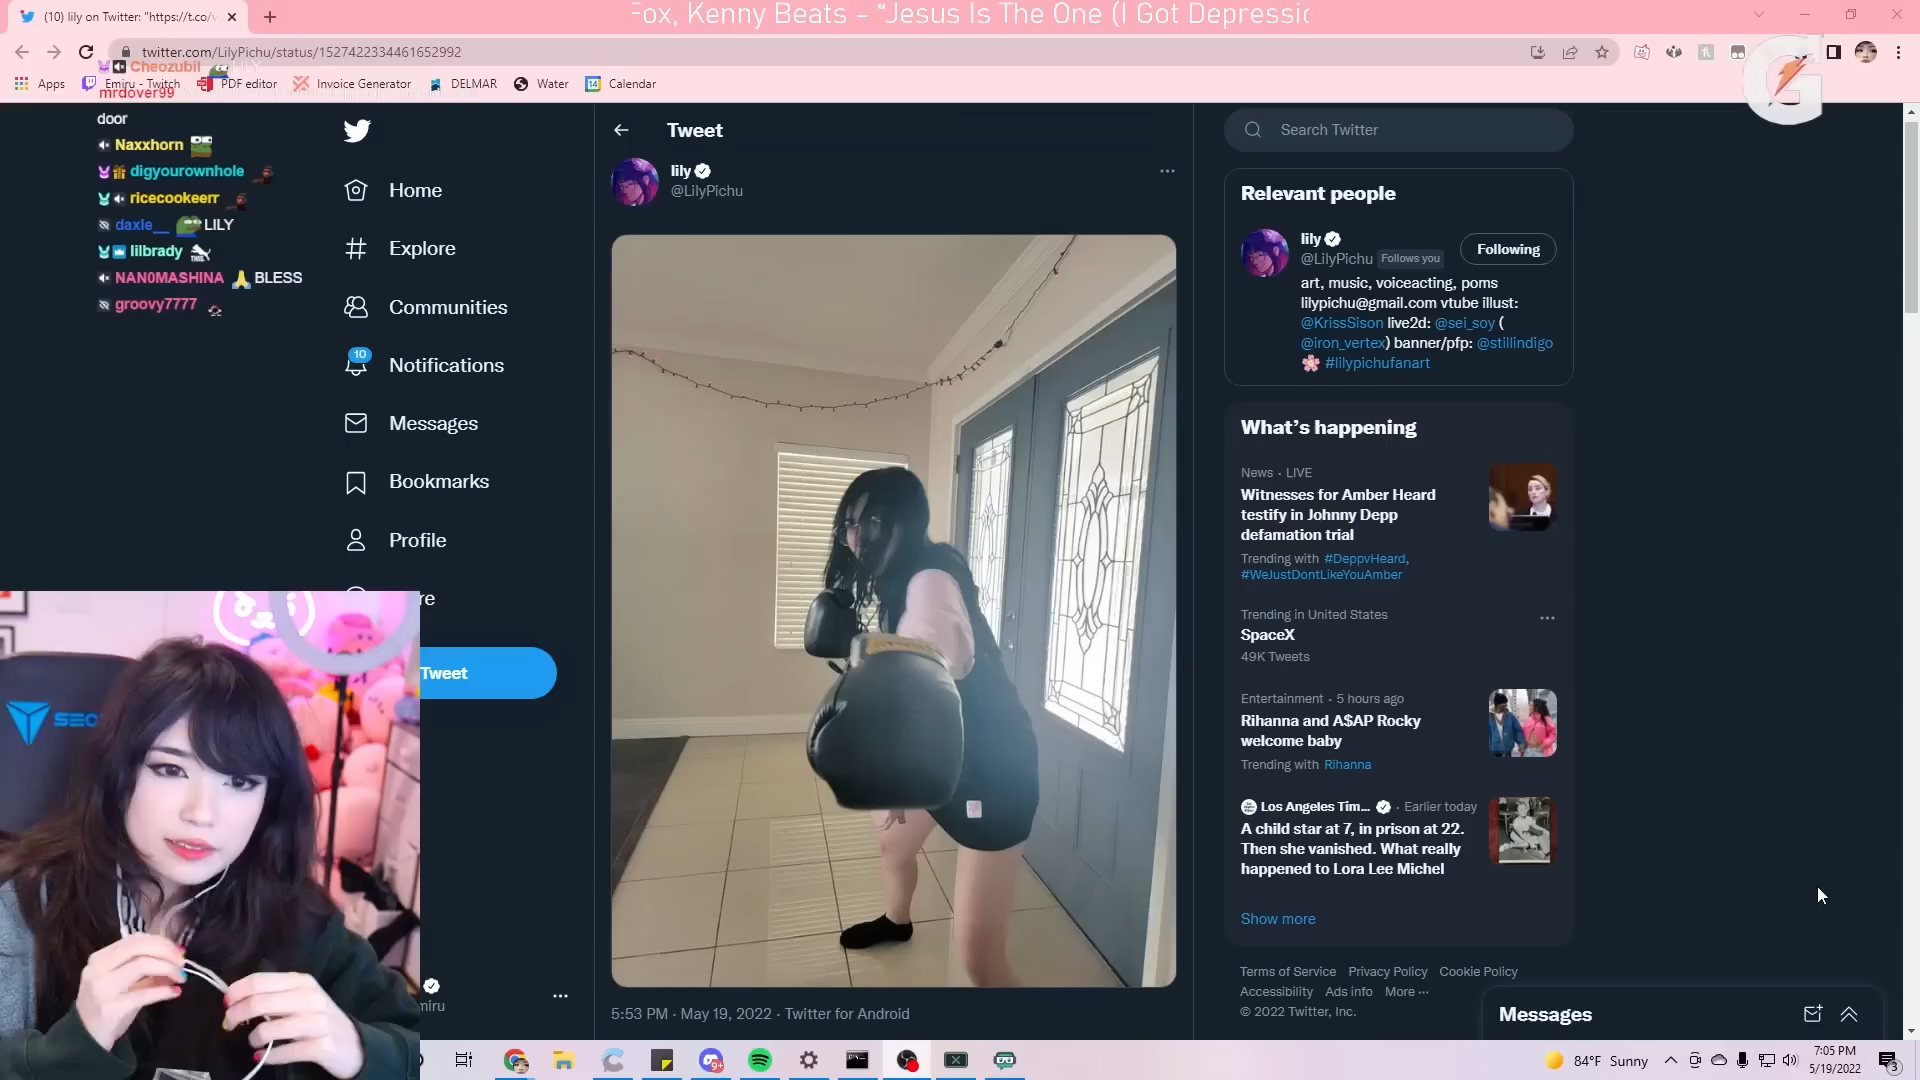 (10) lily on Twitter: "https://t.co/v
Fox, Kenny Beats - "Jesus Is The One (I Got Depressio
twitter.com/LilyPichu/status/1527422334461652992
Apps
Emiru - Twitch
PDF editor
Invoice Generator
DELMAR
Water
Calendar
Cheozubil LILY
mrdover99
door
Naxxhorn
digyourownhole
ricecookeerr
daxle__ LILY
lilbrady
NAN0MASHINA BLESS
groovy7777
Home
Explore
Communities
10
Notifications
Messages
Bookmarks
Profile
re
Tweet
SEC
miru
Tweet
lily
@LilyPichu
5:53 PM · May 19, 2022 · Twitter for Android
Search Twitter
Relevant people
lily
@LilyPichu Follows you
Following
art, music, voiceacting, poms
lilypichu@gmail.com vtube illust:
@KrissSison live2d: @sei_soy (
@iron_vertex) banner/pfp: @stillindigo
#lilypichufanart
What's happening
News · LIVE
Witnesses for Amber Heard
testify in Johnny Depp
defamation trial
Trending with #DeppvHeard,
#WeJustDontLikeYouAmber
Trending in United States
SpaceX
49K Tweets
Entertainment · 5 hours ago
Rihanna and A$AP Rocky
welcome baby
Trending with Rihanna
Los Angeles Tim... · Earlier today
A child star at 7, in prison at 22.
Then she vanished. What really
happened to Lora Lee Michel
Show more
Terms of Service Privacy Policy Cookie Policy
Accessibility Ads info More ···
© 2022 Twitter, Inc.
Messages
84°F Sunny
7:05 PM
5/19/2022
3